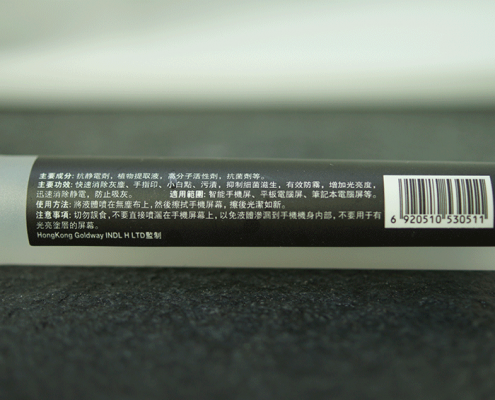 主要成分: 抗靜電劑，植物提取液，高分子活性劑，抗菌劑等。
主要功效: 快速消除灰塵、手指印、小白點、污漬，抑制細菌滋生，有效防霧，增加光亮度，
迅速消除靜電，防止吸灰。 適用範圍: 智能手機屏、平板電腦屏、筆記本電腦屏等。
使用方法: 將液體噴在無塵布上，然後擦拭手機屏幕，擦後光潔如新。
注意事項: 切勿誤食，不要直接噴灑在手機屏幕上，以免液體滲漏到手機機身內部，不要用于有
光亮塗層的屏幕。
HongKong Goldway INDL H LTD監制
6 920510 530511